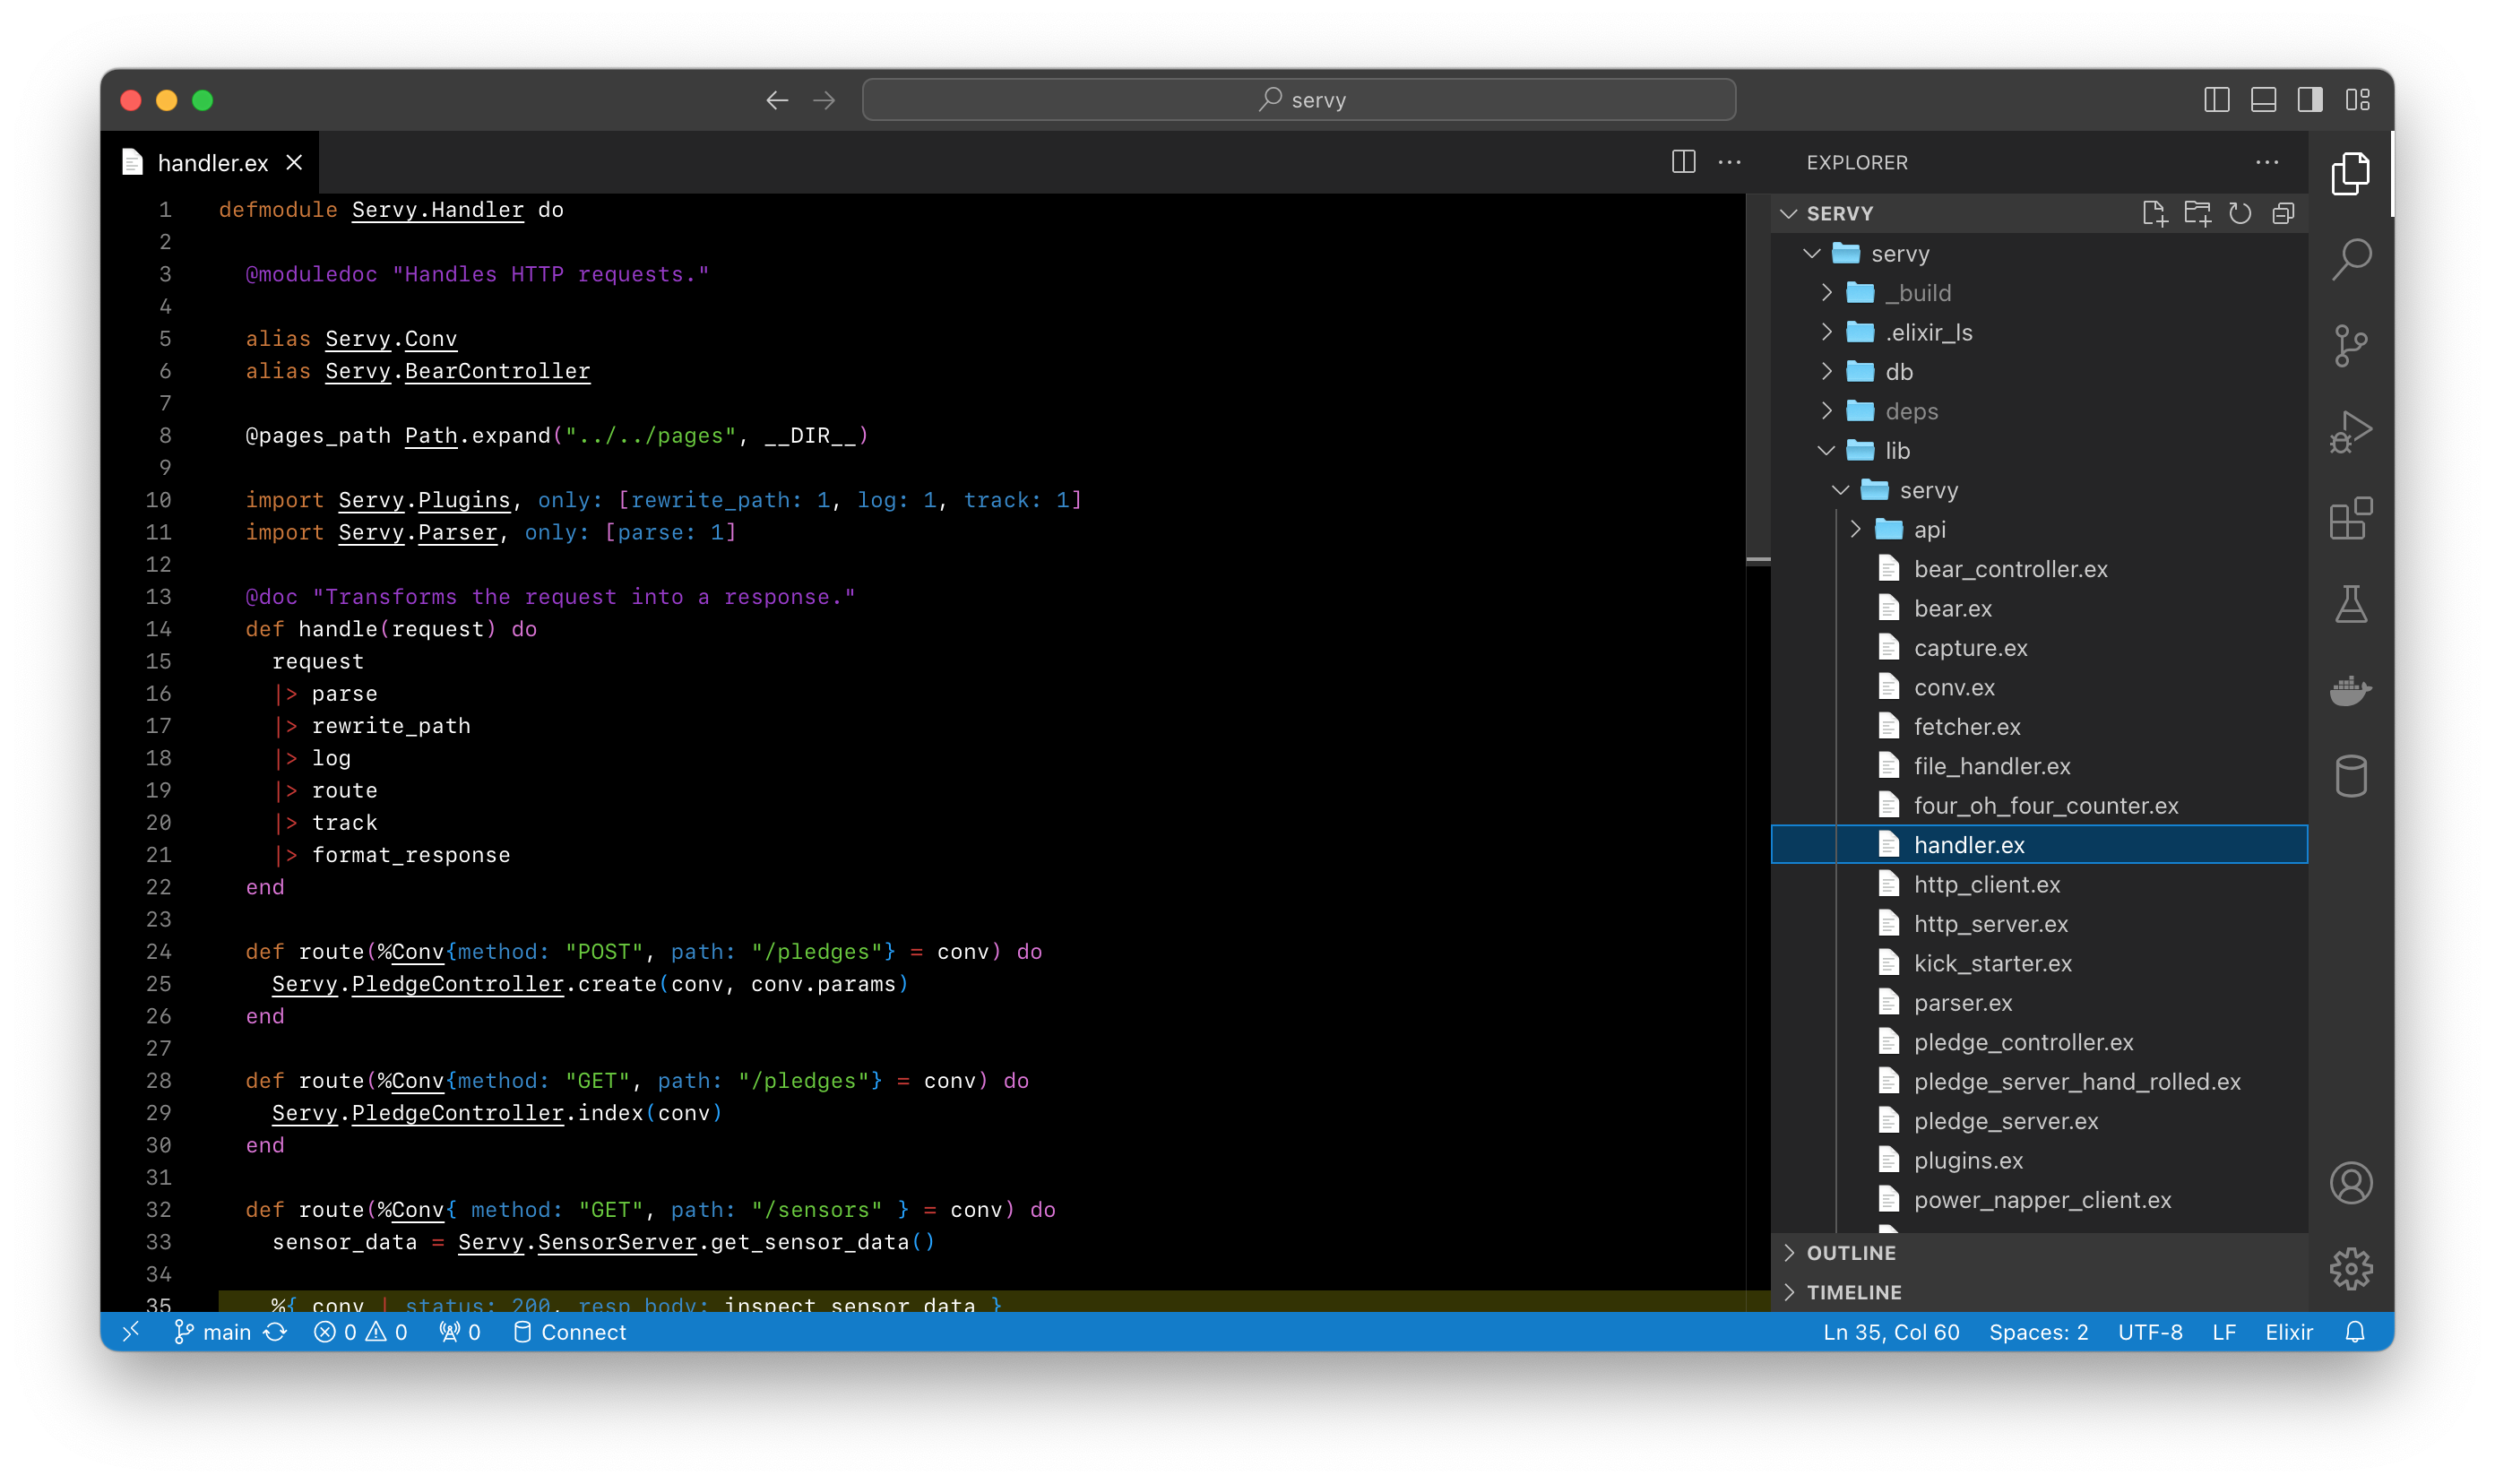 servy
handler.ex
1 defmodule Servy.Handler do
2
3 @moduledoc "Handles HTTP requests."
4
5 alias Servy.Conv
6 alias Servy.BearController
7
8 @pages_path Path.expand("../../pages", __DIR__)
9
10 import Servy.Plugins, only: [rewrite_path: 1, log: 1, track: 1]
11 import Servy.Parser, only: [parse: 1]
12
13 @doc "Transforms the request into a response."
14 def handle(request) do
15 request
16 |> parse
17 |> rewrite_path
18 |> log
19 |> route
20 |> track
21 |> format_response
22 end
23
24 def route(%Conv{method: "POST", path: "/pledges"} = conv) do
25 Servy.PledgeController.create(conv, conv.params)
26 end
27
28 def route(%Conv{method: "GET", path: "/pledges"} = conv) do
29 Servy.PledgeController.index(conv)
30 end
31
32 def route(%Conv{ method: "GET", path: "/sensors" } = conv) do
33 sensor_data = Servy.SensorServer.get_sensor_data()
34
35 %{ conv | status: 200, resp_body: inspect sensor_data }
EXPLORER
SERVY
servy
_build
.elixir_ls
db
deps
lib
servy
api
bear_controller.ex
bear.ex
capture.ex
conv.ex
fetcher.ex
file_handler.ex
four_oh_four_counter.ex
handler.ex
http_client.ex
http_server.ex
kick_starter.ex
parser.ex
pledge_controller.ex
pledge_server_hand_rolled.ex
pledge_server.ex
plugins.ex
power_napper_client.ex
OUTLINE
TIMELINE
main 0 0 0 Connect
Ln 35, Col 60 Spaces: 2 UTF-8 LF Elixir